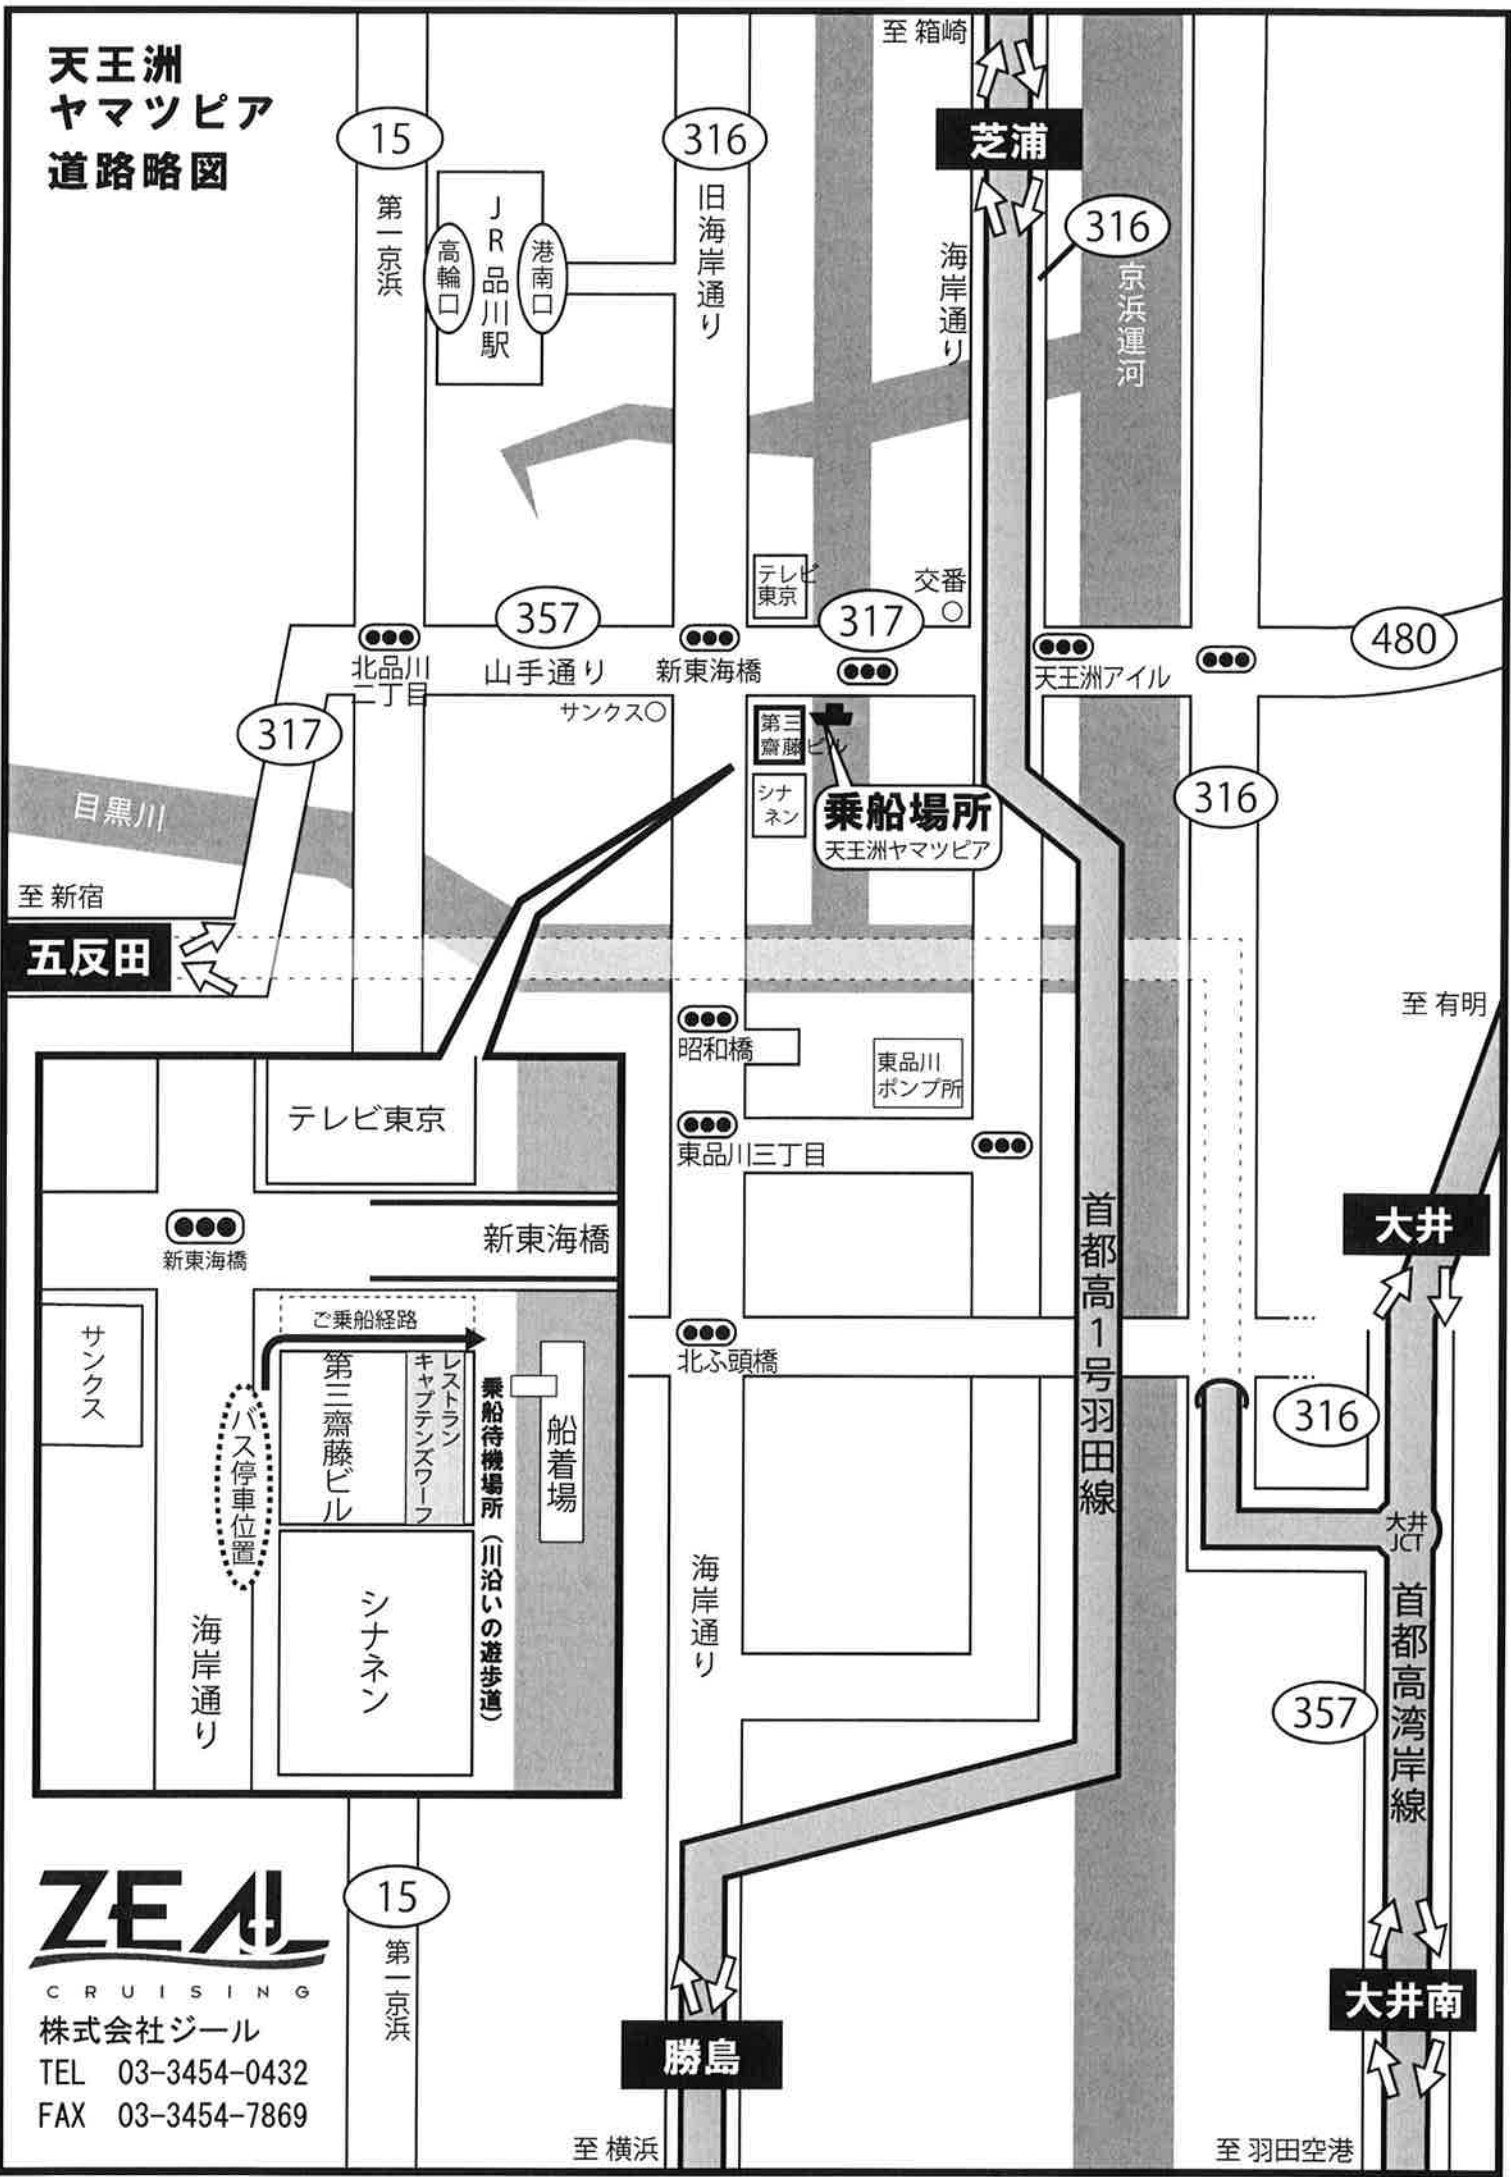 天王洲
ヤマツピア
道路略図
至 箱崎
芝浦
15
第一京浜
JR品川駅
高輪口
港南口
316
旧海岸通り
海岸通り
316
京浜運河
テレビ
東京
交番
357
山手通り
317
480
北品川
二丁目
新東海橋
天王洲アイル
サンクス
317
第三
齋藤ビル
シナ
ネン
乗船場所
天王洲ヤマツピア
316
目黒川
至 新宿
五反田
至 有明
昭和橋
東品川
ポンプ所
東品川三丁目
大井
首都高1号羽田線
北ふ頭橋
316
大井
JCT
海岸通り
首都高湾岸線
357
テレビ東京
新東海橋
新東海橋
サンクス
ご乗船経路
第三齋藤ビル
レストラン
キャプテンズワーフ
乗船待機場所(川沿いの遊歩道)
船着場
バス停車位置
シナネン
海岸通り
15
第一京浜
ZEAL
CRUISING
株式会社ジール
TEL 03-3454-0432
FAX 03-3454-7869
勝島
至 横浜
大井南
至 羽田空港